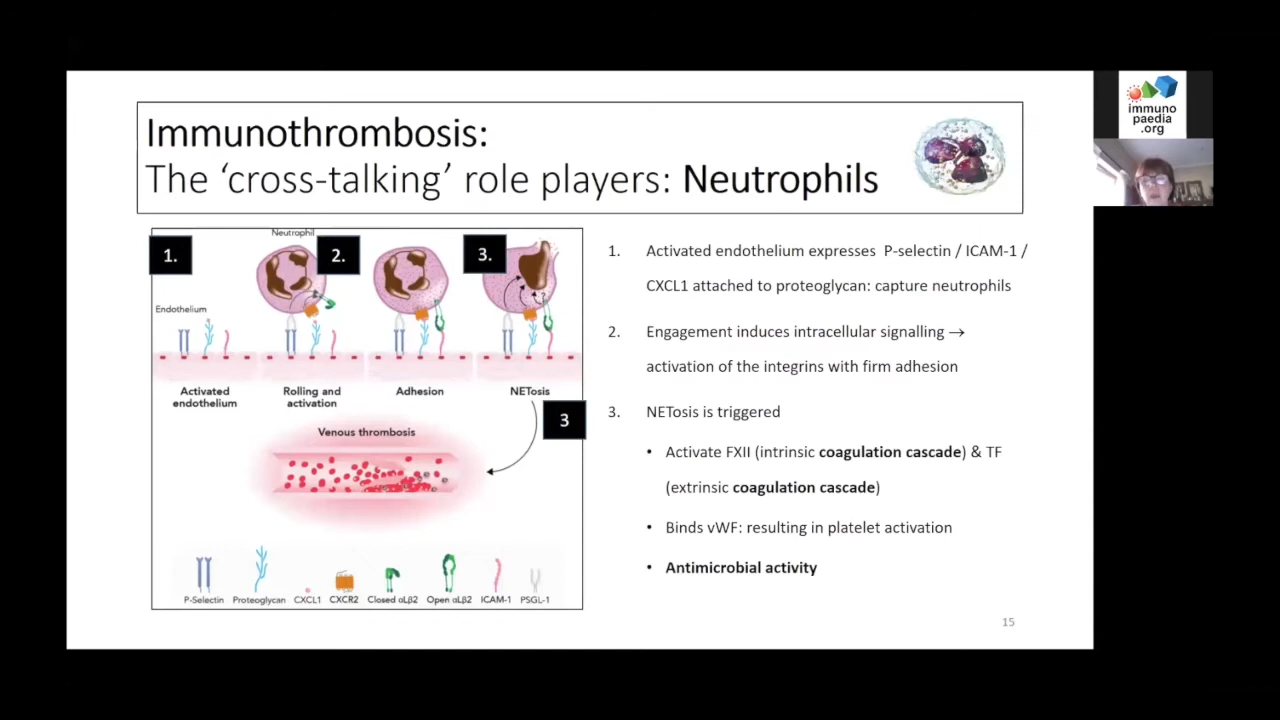 Immunothrombosis:
The ‘cross-talking’ role players: Neutrophils
immuno
paedia
.org
1.
Neutrophil
2.
3.
Endothelium
Activated
endothelium
Rolling and
activation
Adhesion
NETosis
3
Venous thrombosis
P-Selectin
Proteoglycan
CXCL1
CXCR2
Closed αLβ2
Open αLβ2
ICAM-1
PSGL-1
1. Activated endothelium expresses P-selectin / ICAM-1 /
CXCL1 attached to proteoglycan: capture neutrophils
2. Engagement induces intracellular signalling →
activation of the integrins with firm adhesion
3. NETosis is triggered
• Activate FXII (intrinsic coagulation cascade) & TF
(extrinsic coagulation cascade)
• Binds vWF: resulting in platelet activation
• Antimicrobial activity
15